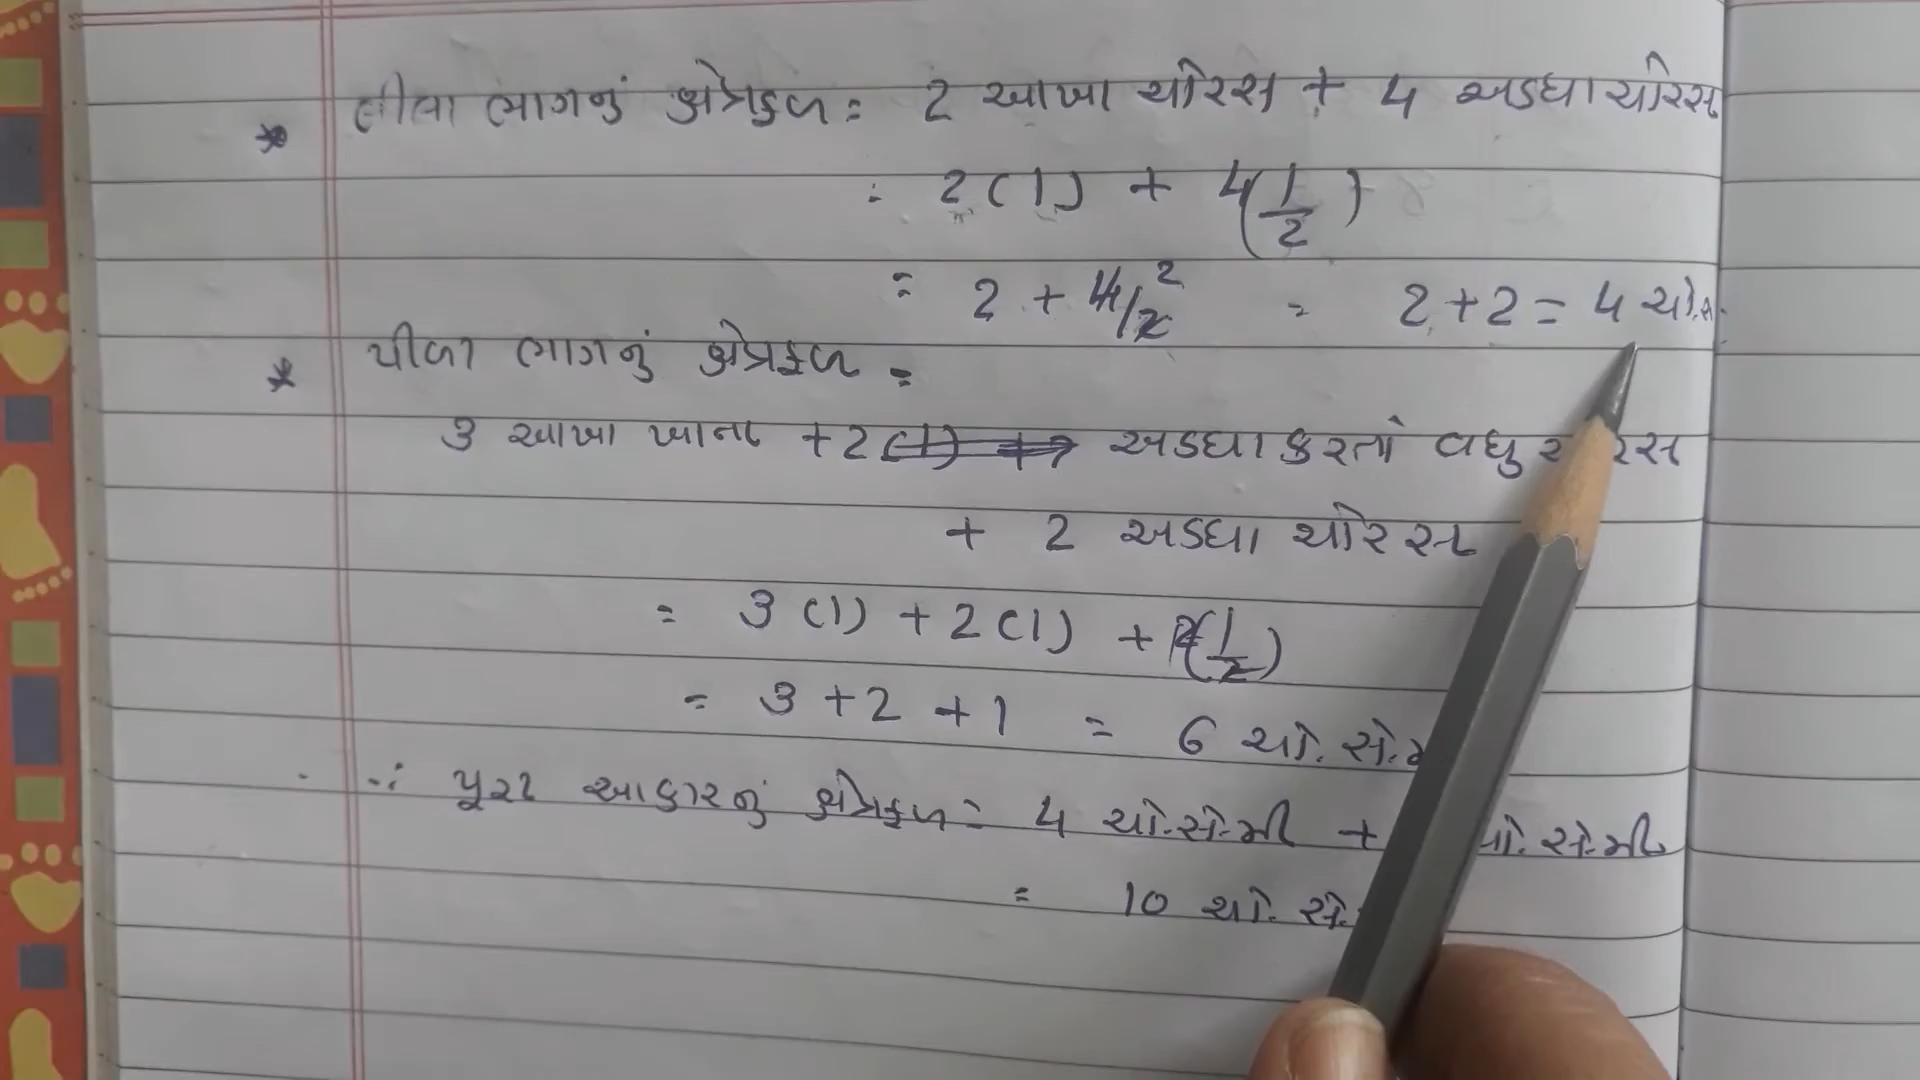 * લીલા ભાગનું ક્ષેત્રફળ = 2 આખા ચોરસ + 4 અડધા ચોરસ
= 2 (1) + 4(1/2)
= 2 + 4/2 2 = 2 + 2 = 4 ચો.સ.
* પીળા ભાગનું ક્ષેત્રફળ =
3 આખા ખાના + 2 (1) + અડધા કરતાં વધુ
+ 2 અડધા ચોરસ
= 3 (1) + 2 (1) + 2(1/2)
= 3 + 2 + 1 = 6 ચો. સે.
∴ પૂરા આકારનું ક્ષેત્રફળ = 4 ચો.સે.મી + ચો. સે.મી
= 10 ચો. સે.